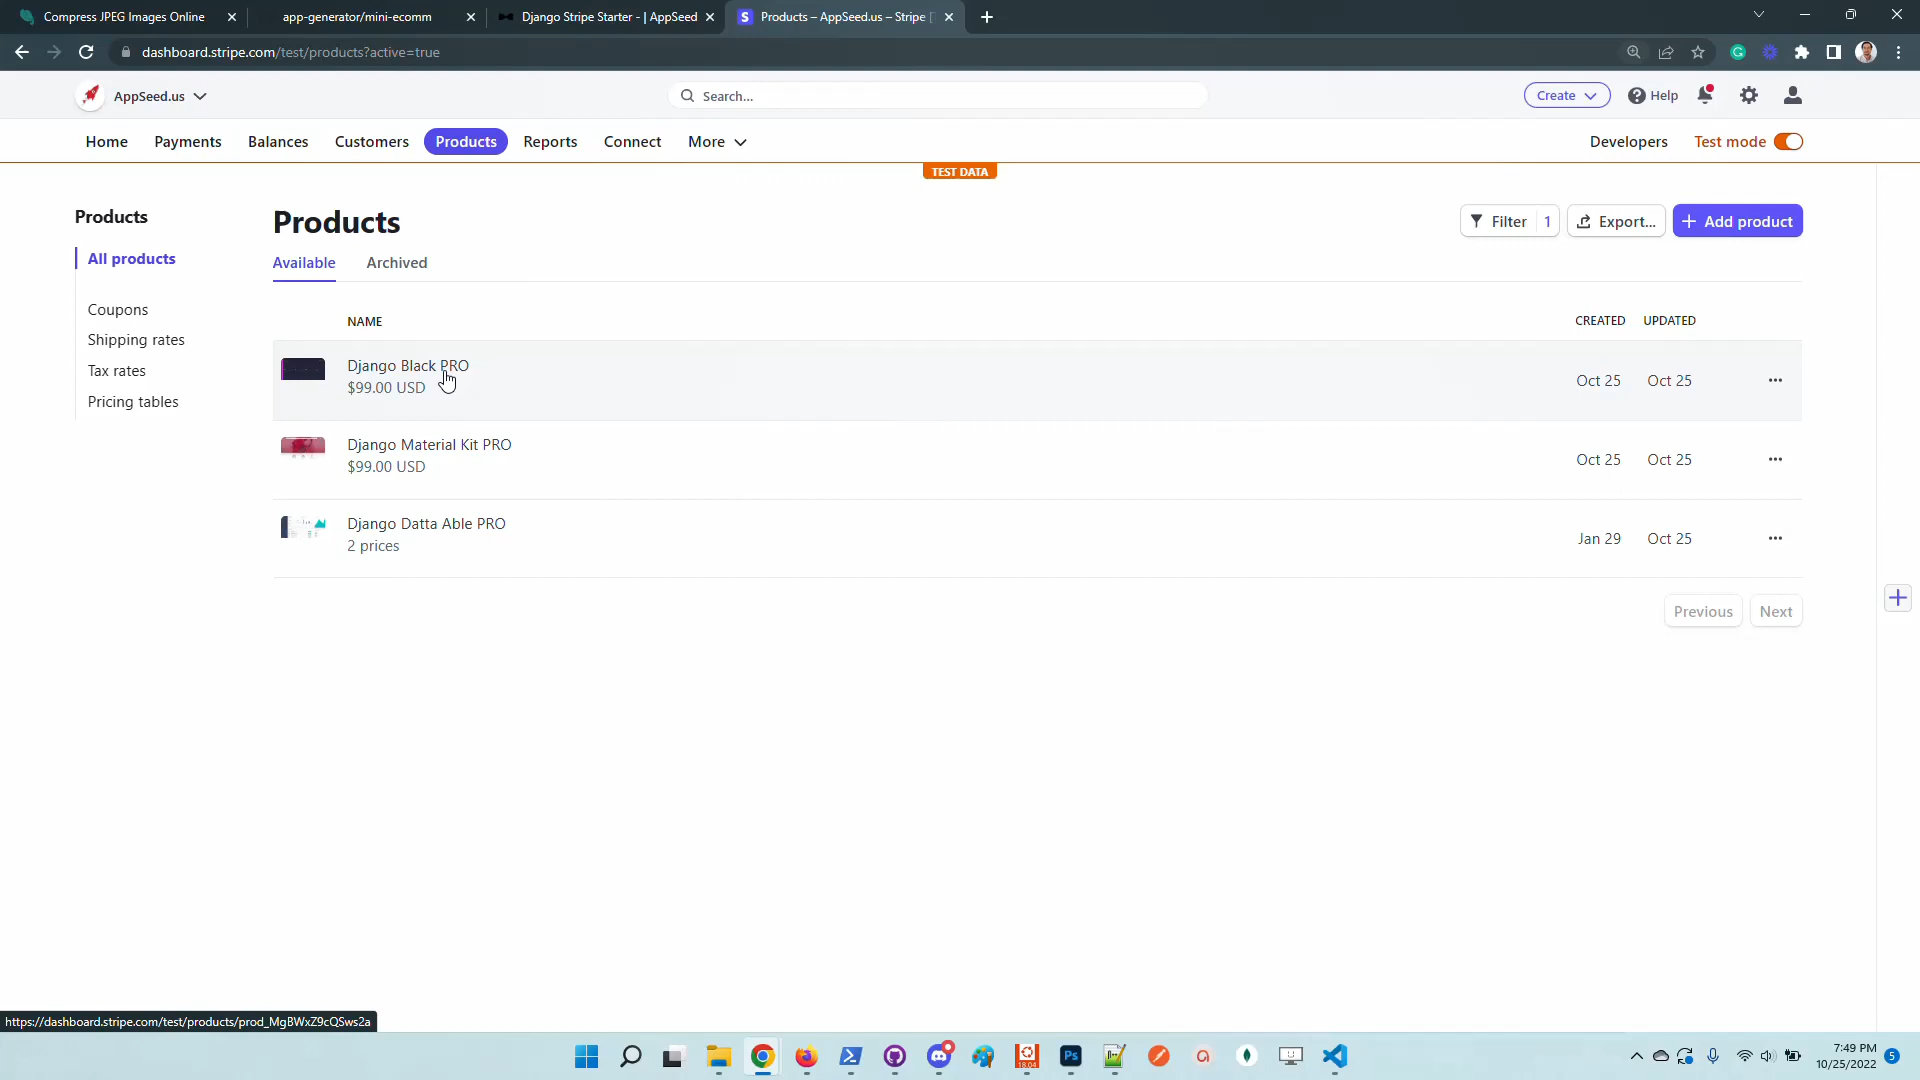 Compress JPEG Images Online
app-generator/mini-ecomm
Django Stripe Starter - | AppSeed
Products – AppSeed.us – Stripe [
dashboard.stripe.com/test/products?active=true
AppSeed.us
Search...
Create
Help
Home
Payments
Balances
Customers
Products
Reports
Connect
More
Developers
Test mode
TEST DATA
Products
All products
Coupons
Shipping rates
Tax rates
Pricing tables
Products
Filter 1
Export...
Add product
Available
Archived
NAME
CREATED
UPDATED
Django Black PRO
$99.00 USD
Oct 25
Oct 25
Django Material Kit PRO
$99.00 USD
Oct 25
Oct 25
Django Datta Able PRO
2 prices
Jan 29
Oct 25
Previous
Next
https://dashboard.stripe.com/test/products/prod_MgBWxZ9cQSws2a
Ps
18.04
7:49 PM
10/25/2022
5